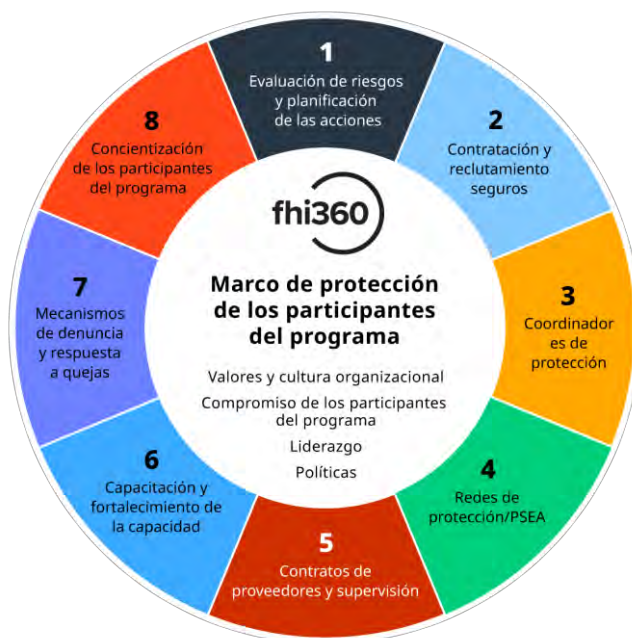 1
Evaluación de riesgos
y planificación
de las acciones
2
Contratación y
reclutamiento
seguros
3
Coordinador
es de
protección
4
Redes de
protección/PSEA
5
Contratos de
proveedores y supervisión
6
Capacitación y
fortalecimiento de
la capacidad
7
Mecanismos
de denuncia
y respuesta
a quejas
8
Concientización
de los participantes
del programa
fhi360
Marco de protección
de los participantes
del programa
Valores y cultura organizacional
Compromiso de los participantes
del programa
Liderazgo
Políticas